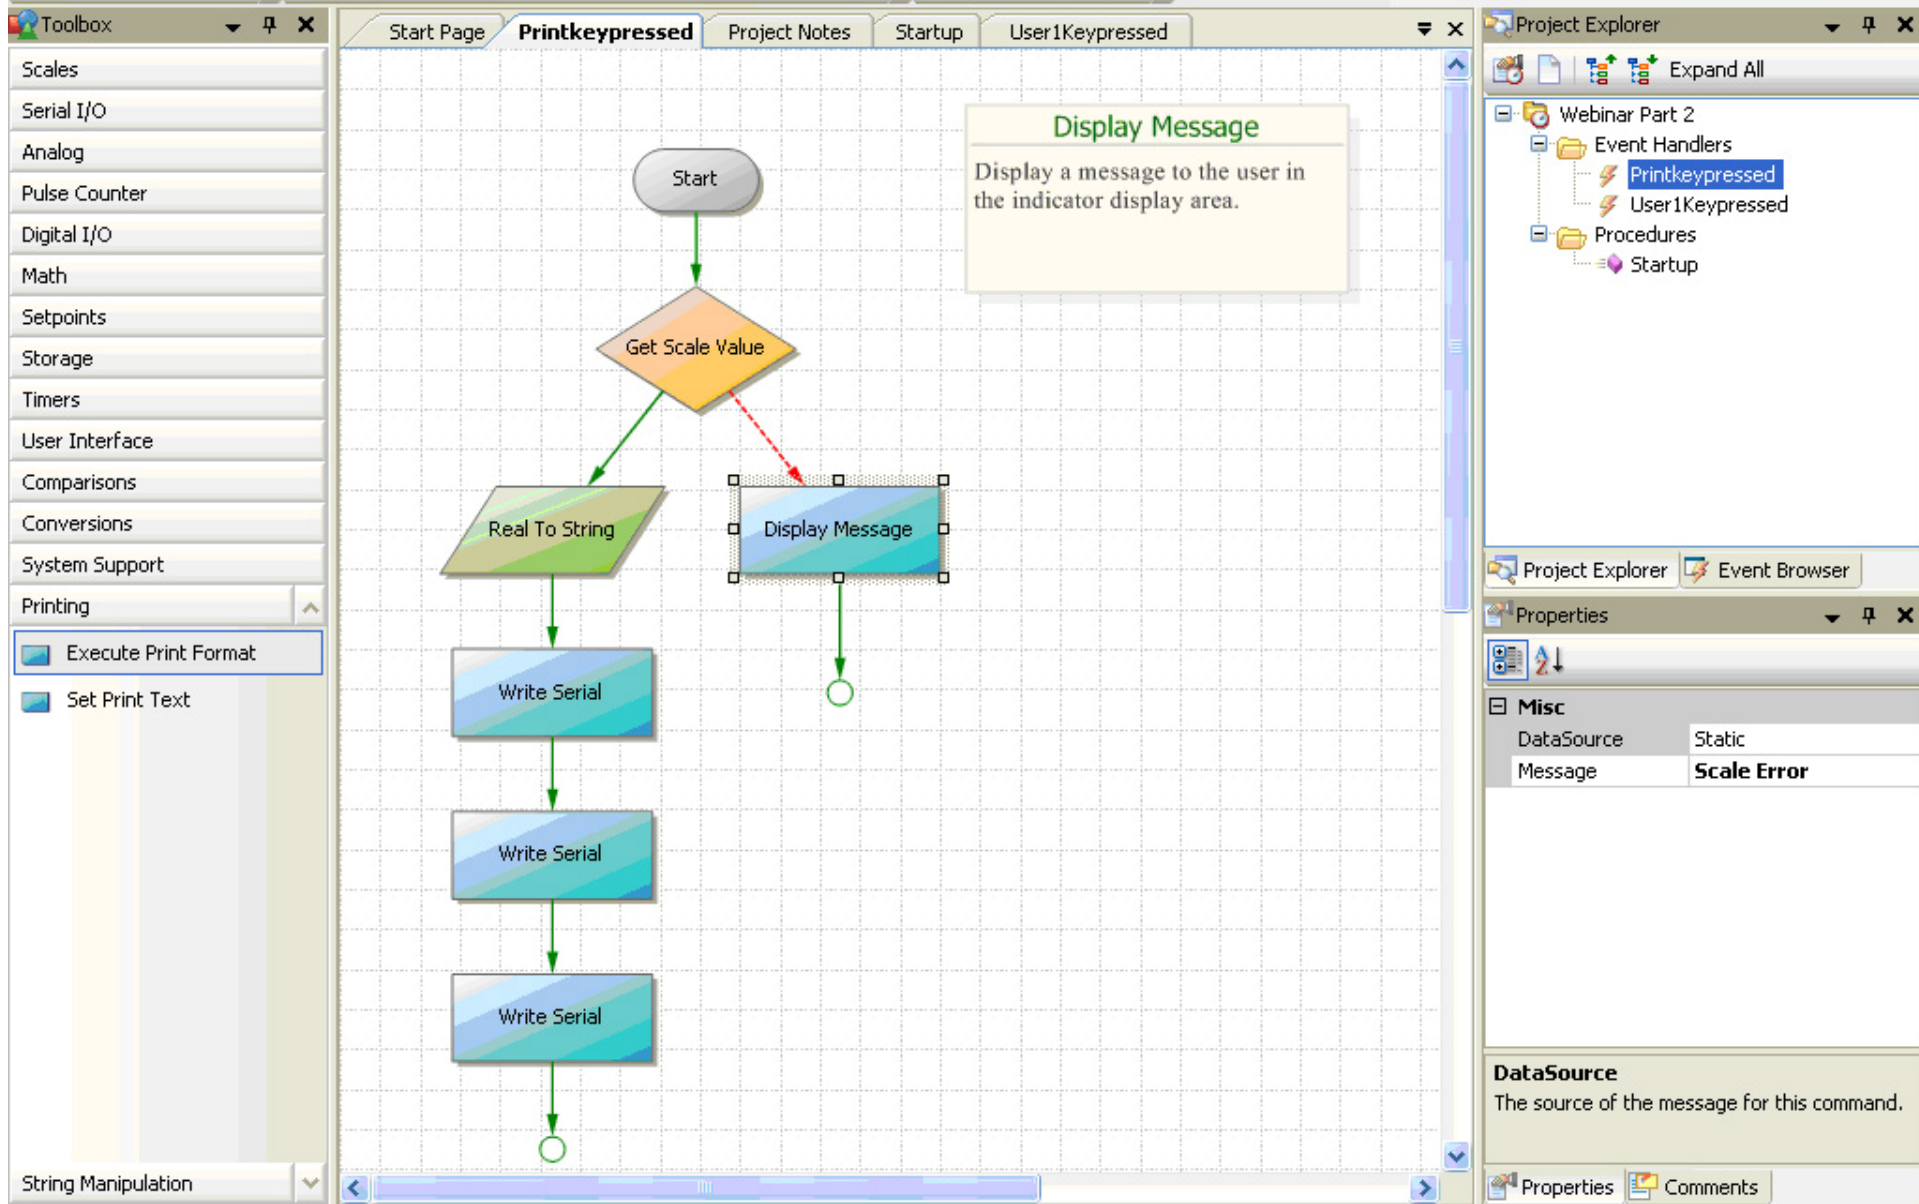 Toolbox
Scales
Serial I/O
Analog
Pulse Counter
Digital I/O
Math
Setpoints
Storage
Timers
User Interface
Comparisons
Conversions
System Support
Printing
Execute Print Format
Set Print Text
String Manipulation
Start Page
Printkeypressed
Project Notes
Startup
User1Keypressed
Start
Get Scale Value
Real To String
Display Message
Write Serial
Write Serial
Write Serial
Display Message
Display a message to the user in
the indicator display area.
Project Explorer
Expand All
Webinar Part 2
Event Handlers
Printkeypressed
User1Keypressed
Procedures
Startup
Project Explorer
Event Browser
Properties
Misc
DataSource Static
Message Scale Error
DataSource
The source of the message for this command.
Properties
Comments